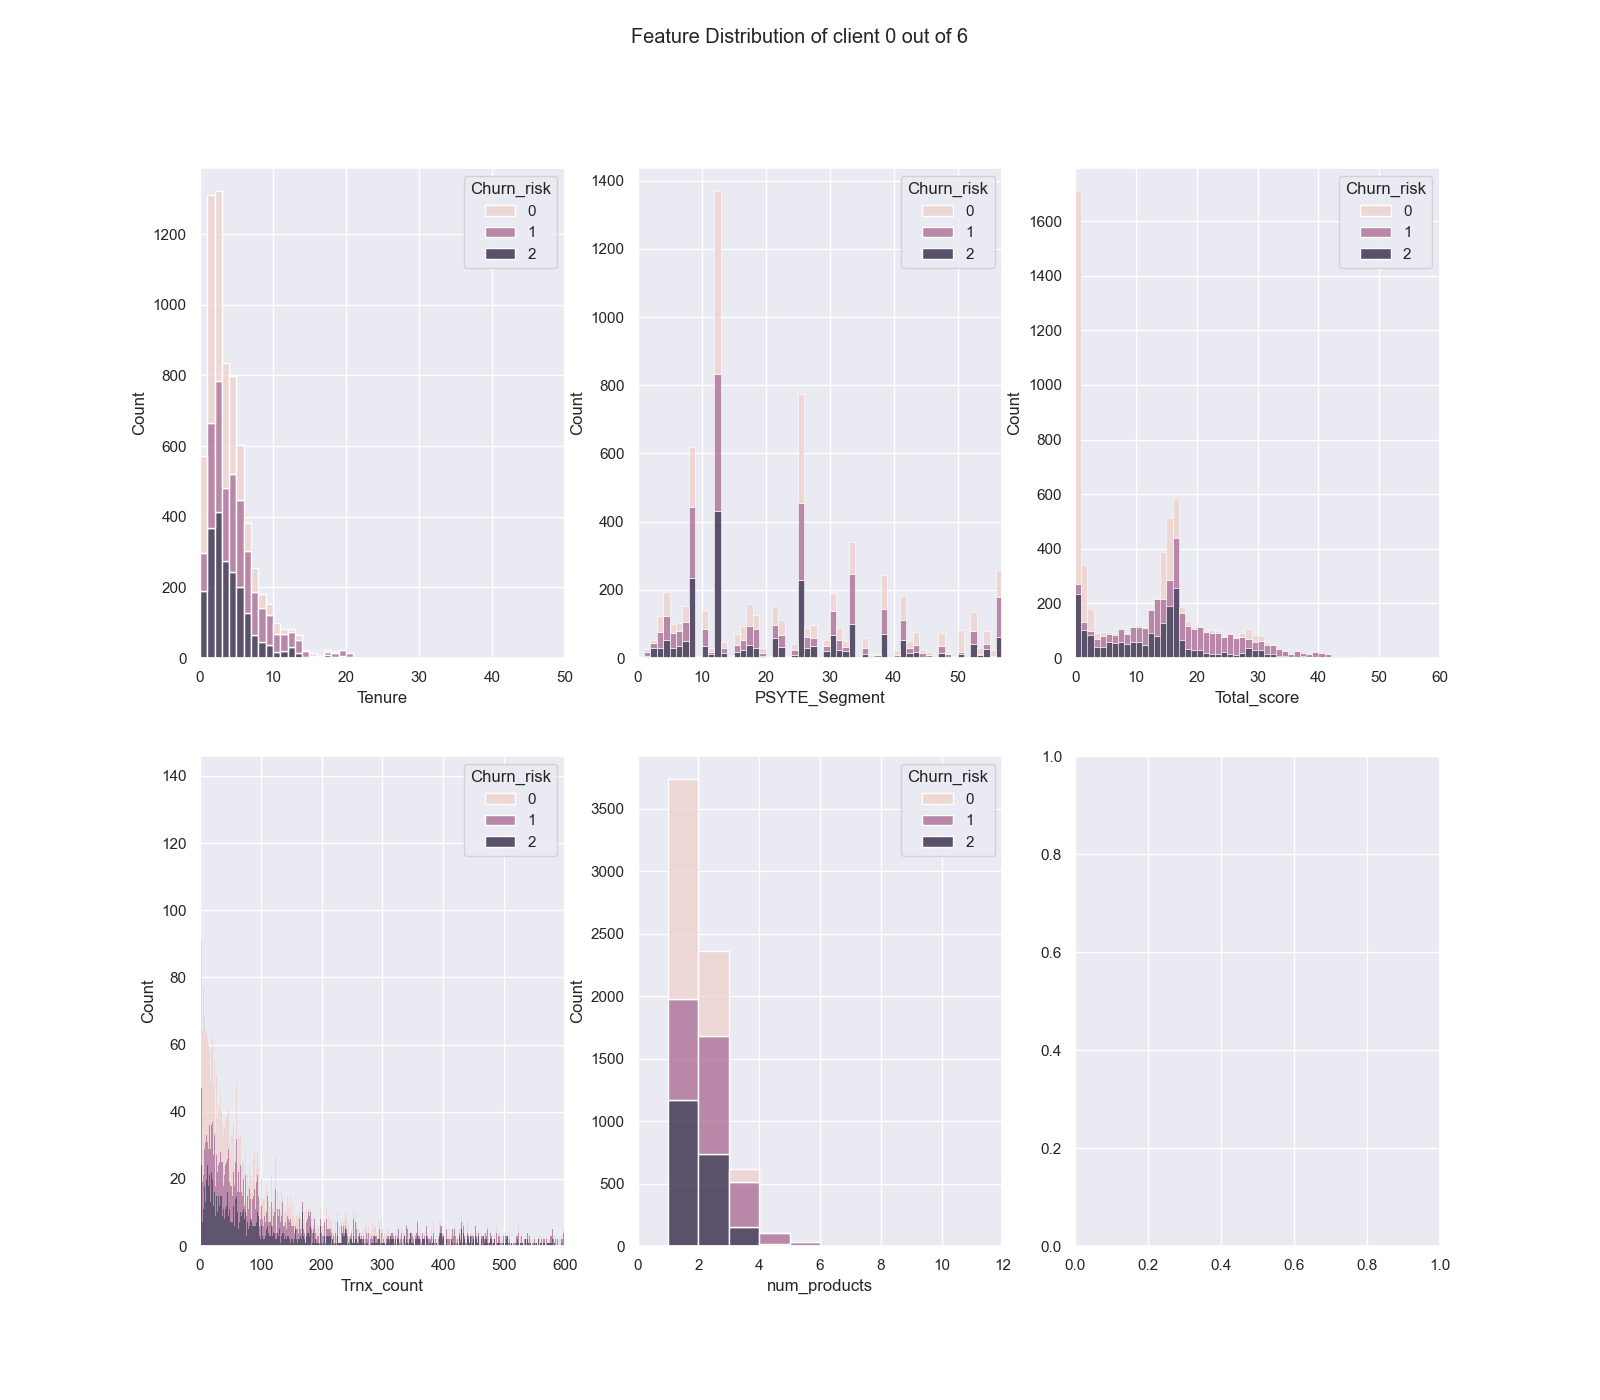 Feature Distribution of client 0 out of 6
Count
1200
1000
800
600
400
200
0
0 10 20 30 40 50
Tenure
Churn_risk
0
1
2
Count
1400
1200
1000
800
600
400
200
0
0 10 20 30 40 50
PSYTE_Segment
Churn_risk
0
1
2
Count
1600
1400
1200
1000
800
600
400
200
0
0 10 20 30 40 50 60
Total_score
Churn_risk
0
1
2
Count
140
120
100
80
60
40
20
0
0 100 200 300 400 500 600
Trnx_count
Churn_risk
0
1
2
Count
3500
3000
2500
2000
1500
1000
500
0
0 2 4 6 8 10 12
num_products
Churn_risk
0
1
2
1.0
0.8
0.6
0.4
0.2
0.0
0.0 0.2 0.4 0.6 0.8 1.0